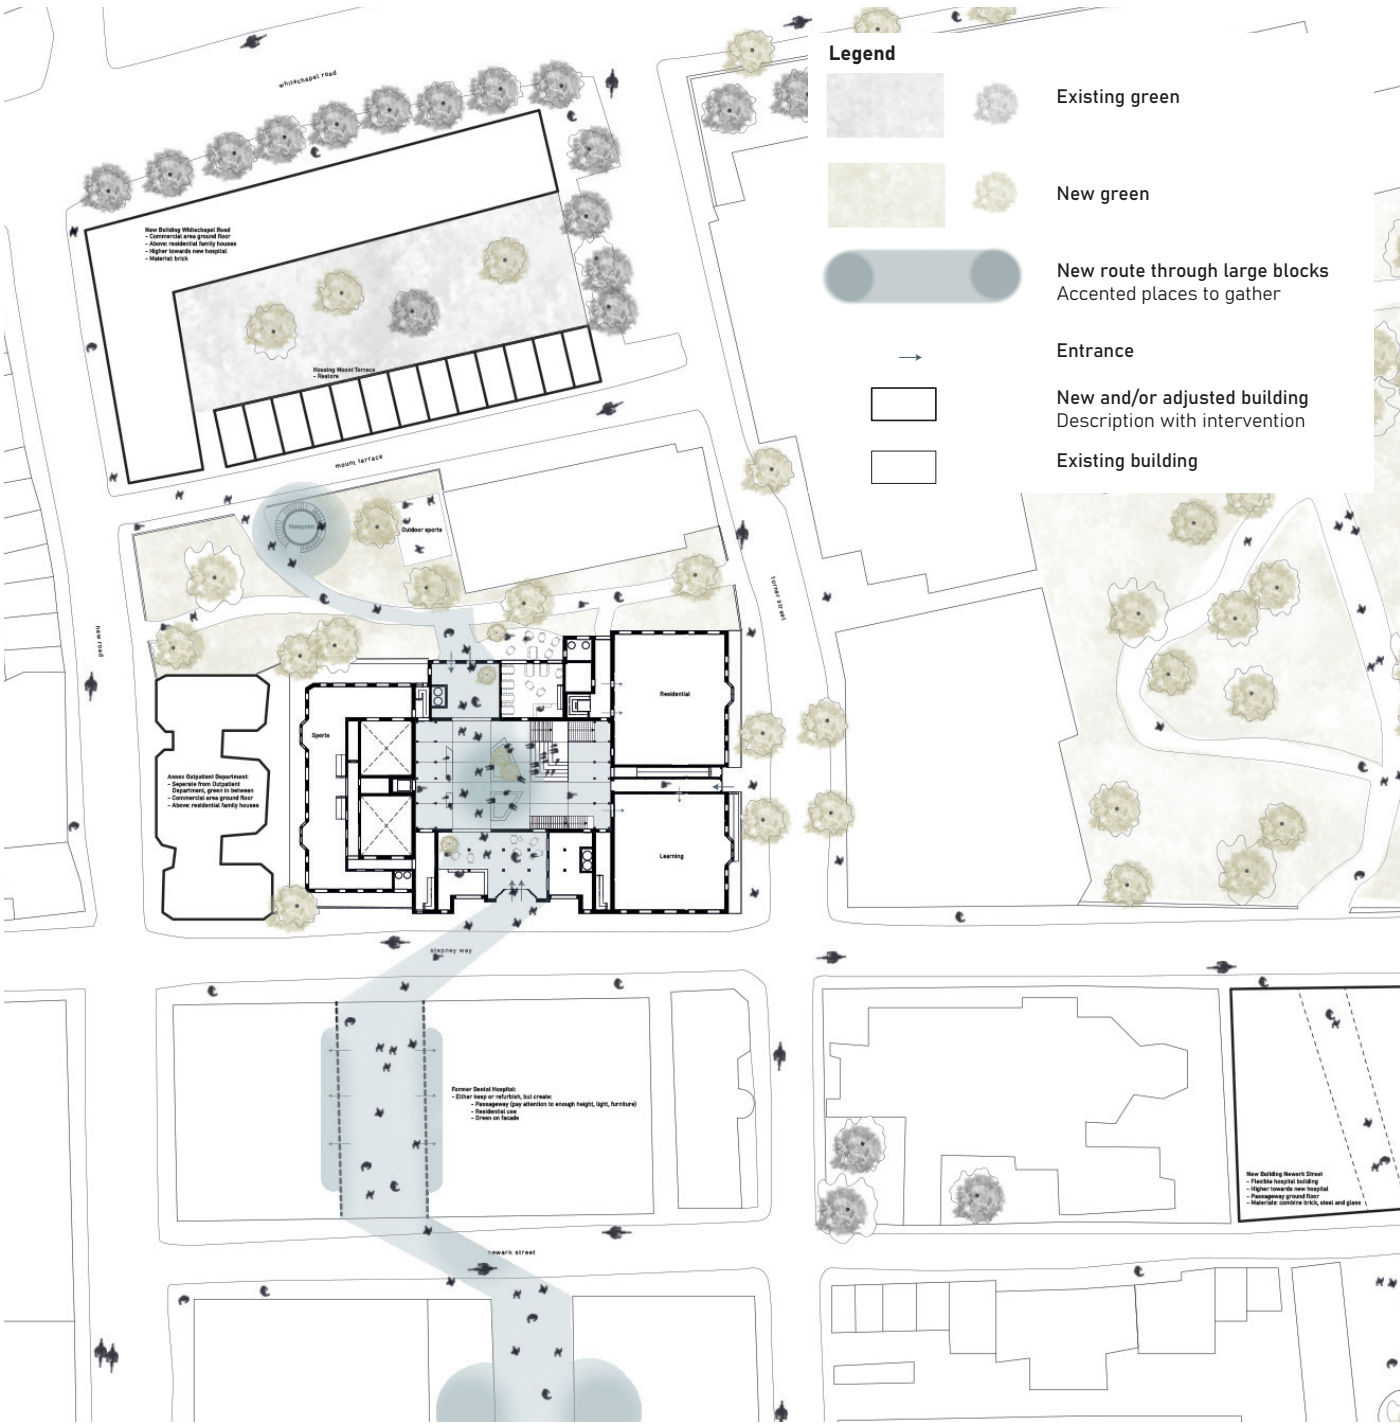 Legend
Existing green
New green
New route through large blocks
Accented places to gather
Entrance
New and/or adjusted building
Description with intervention
Existing building
whitechapel road
New Building Whitechapel Road
- Commercial area ground floor
- Above: residential family houses
- Higher towards new hospital
- Material: brick
Housing Mount Terrace
- Restore
mount terrace
Viewpoint
Outdoor sports
turner street
new road
Residential
Sports
Annex Outpatient Department:
- Seperate from Outpatient
Department, green in between
- Commercial area ground floor
- Above: residential family houses
Learning
stepney way
Former Dental Hospital:
- Either keep or refurbish, but create:
- Passageway (pay attention to enough height, light, furniture)
- Residential use
- Green on facade
New Building Newark Street
- Flexible hospital building
- Higher towards new hospital
- Passageway ground floor
- Materials: combine brick, steel and glass
newark street